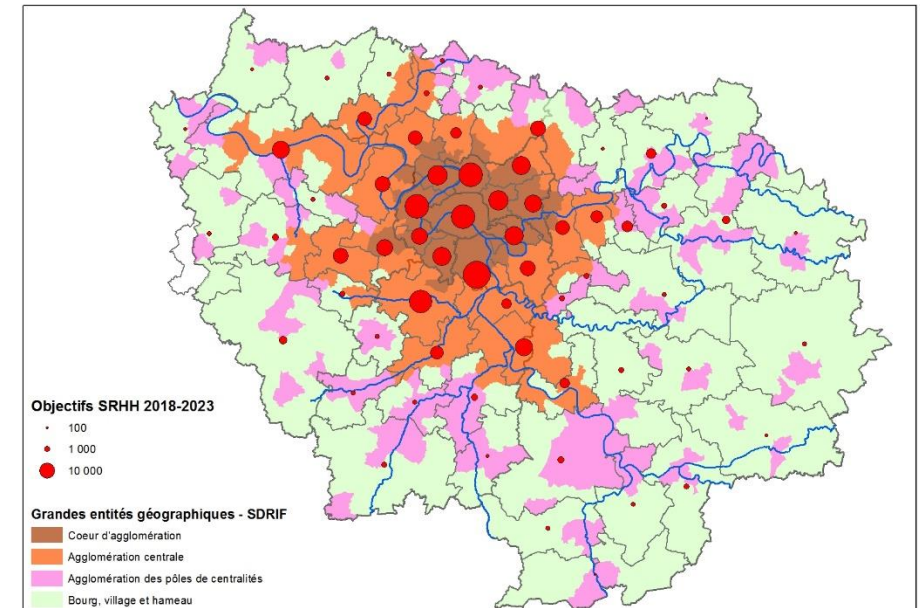 Objectifs SRHH 2018-2023
100
1 000
10 000
Grandes entités géographiques - SDRIF
Coeur d'agglomération
Agglomération centrale
Agglomération des pôles de centralités
Bourg, village et hameau